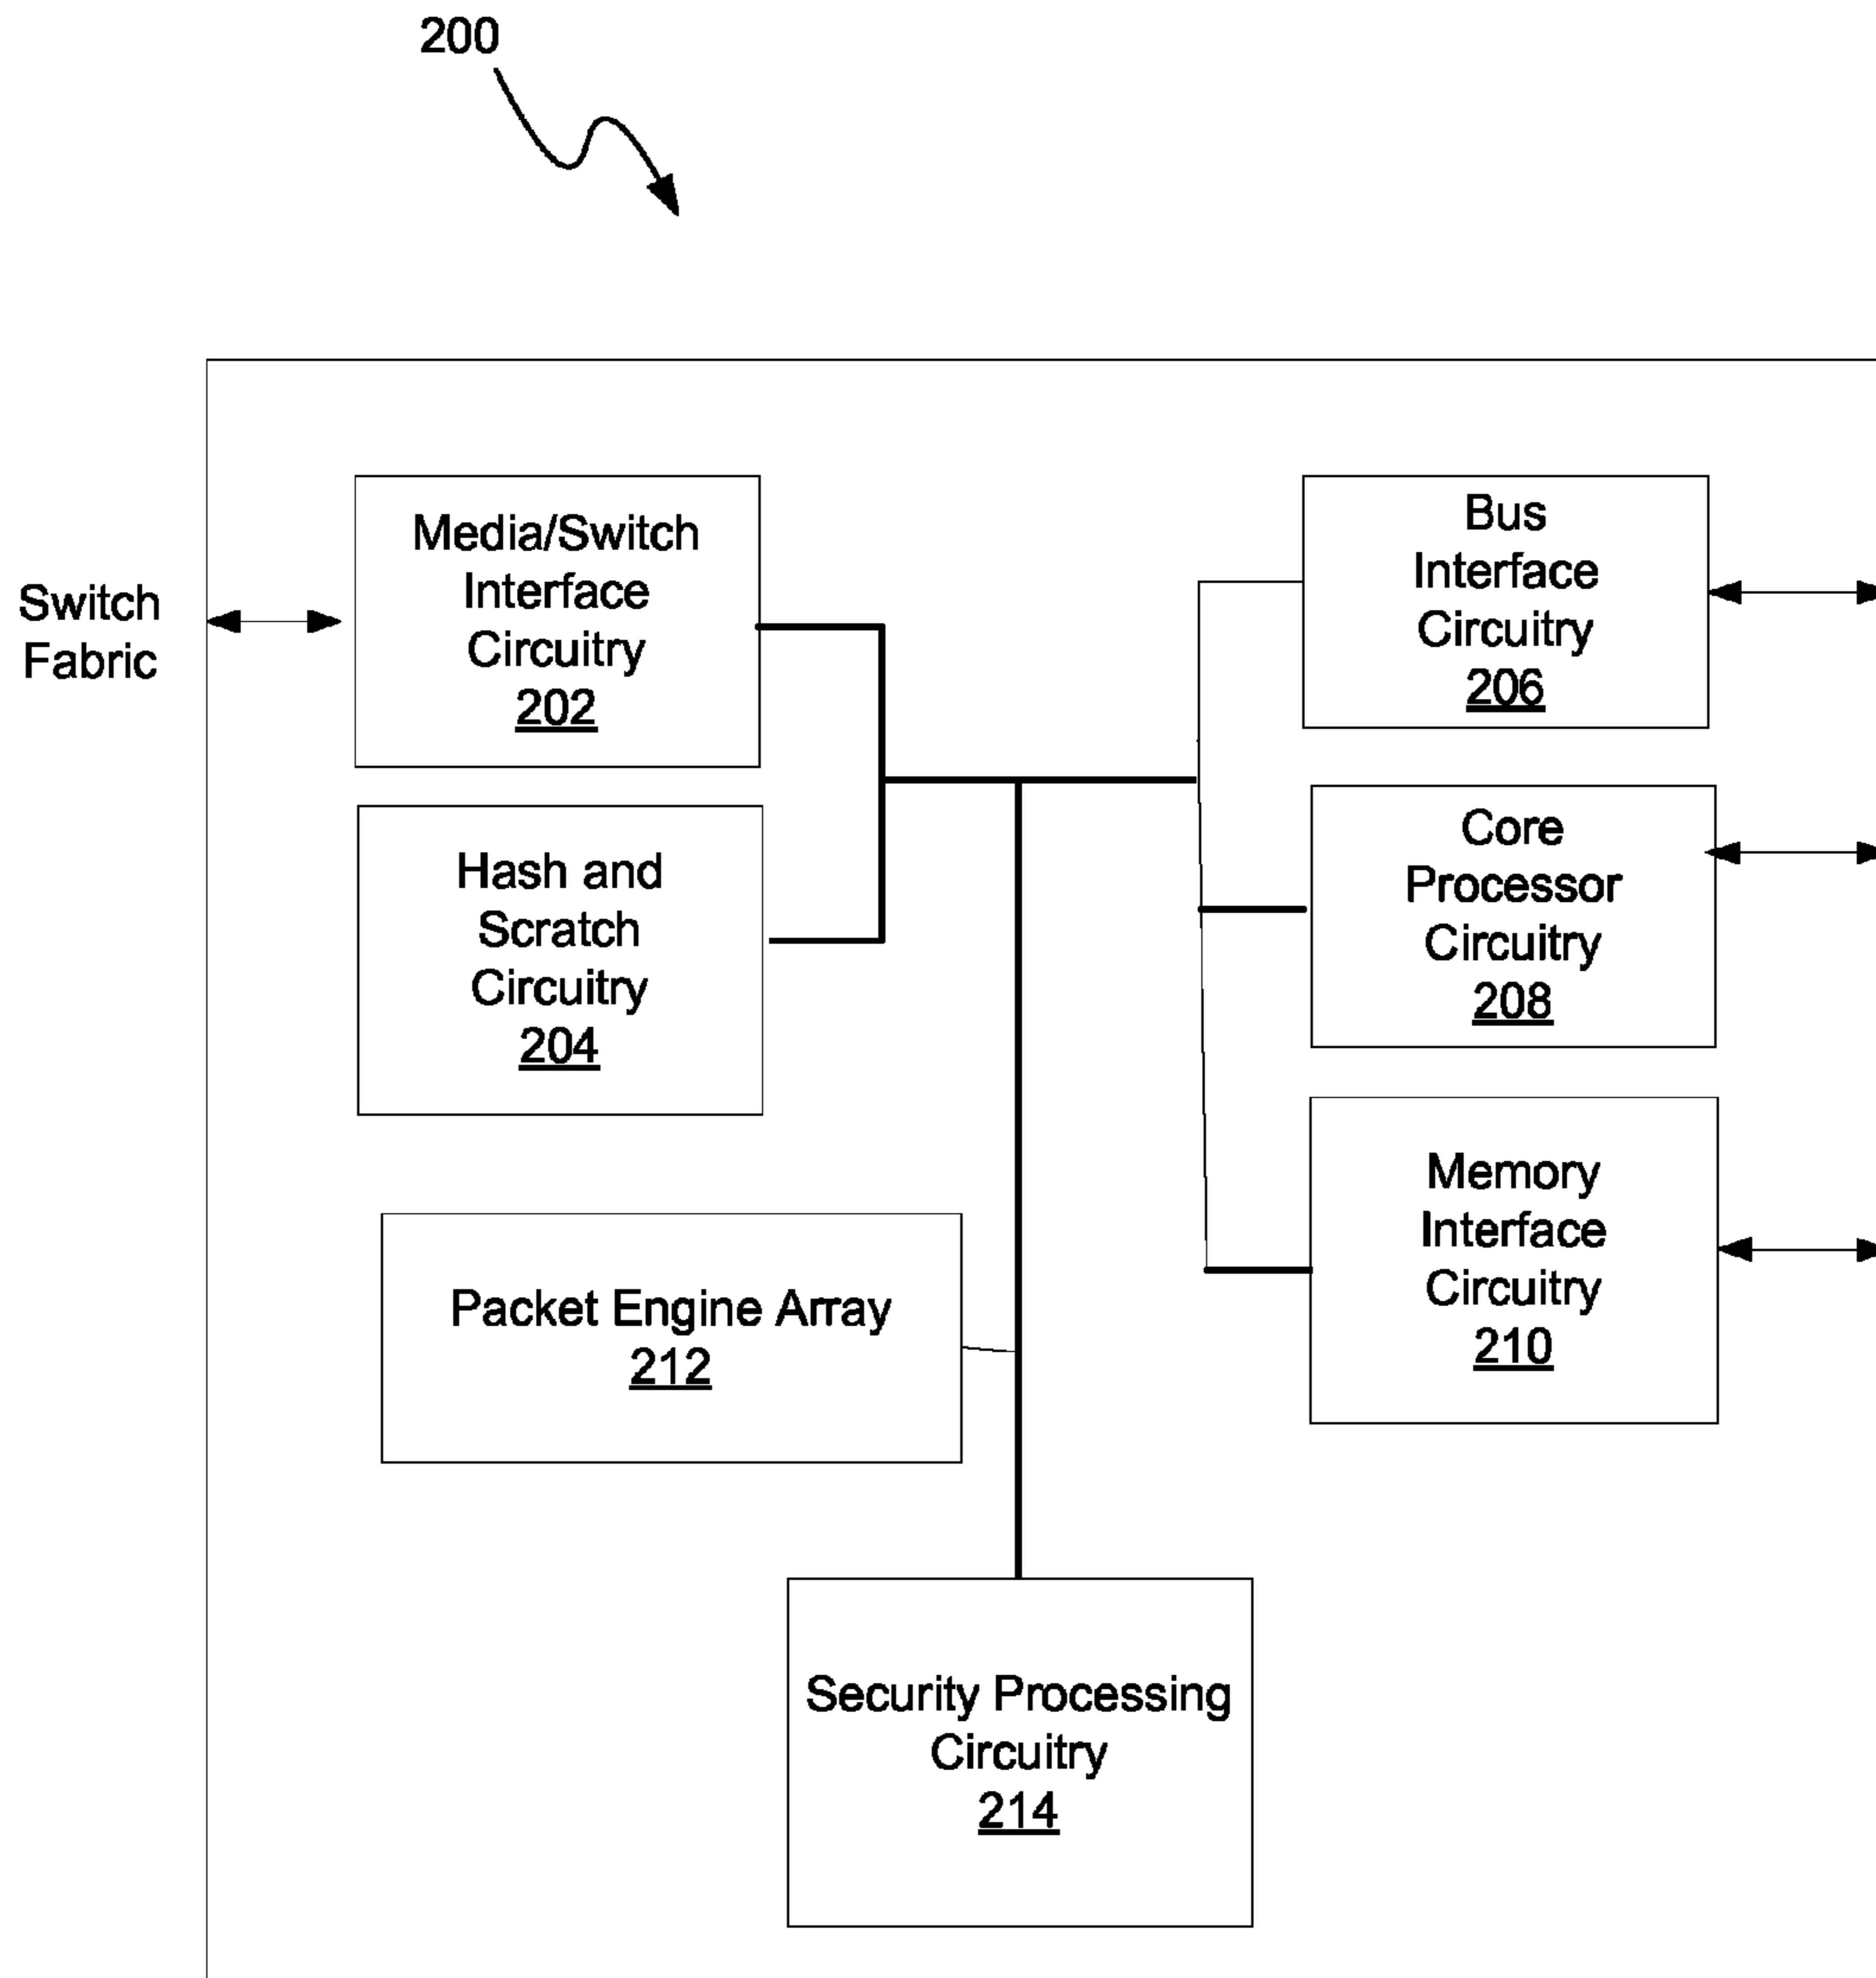 200
Switch
Fabric
Media/Switch
Interface
Circuitry
202
Hash and
Scratch
Circuitry
204
Bus
Interface
Circuitry
206
Core
Processor
Circuitry
208
Memory
Interface
Circuitry
210
Packet Engine Array
212
Security Processing
Circuitry
214